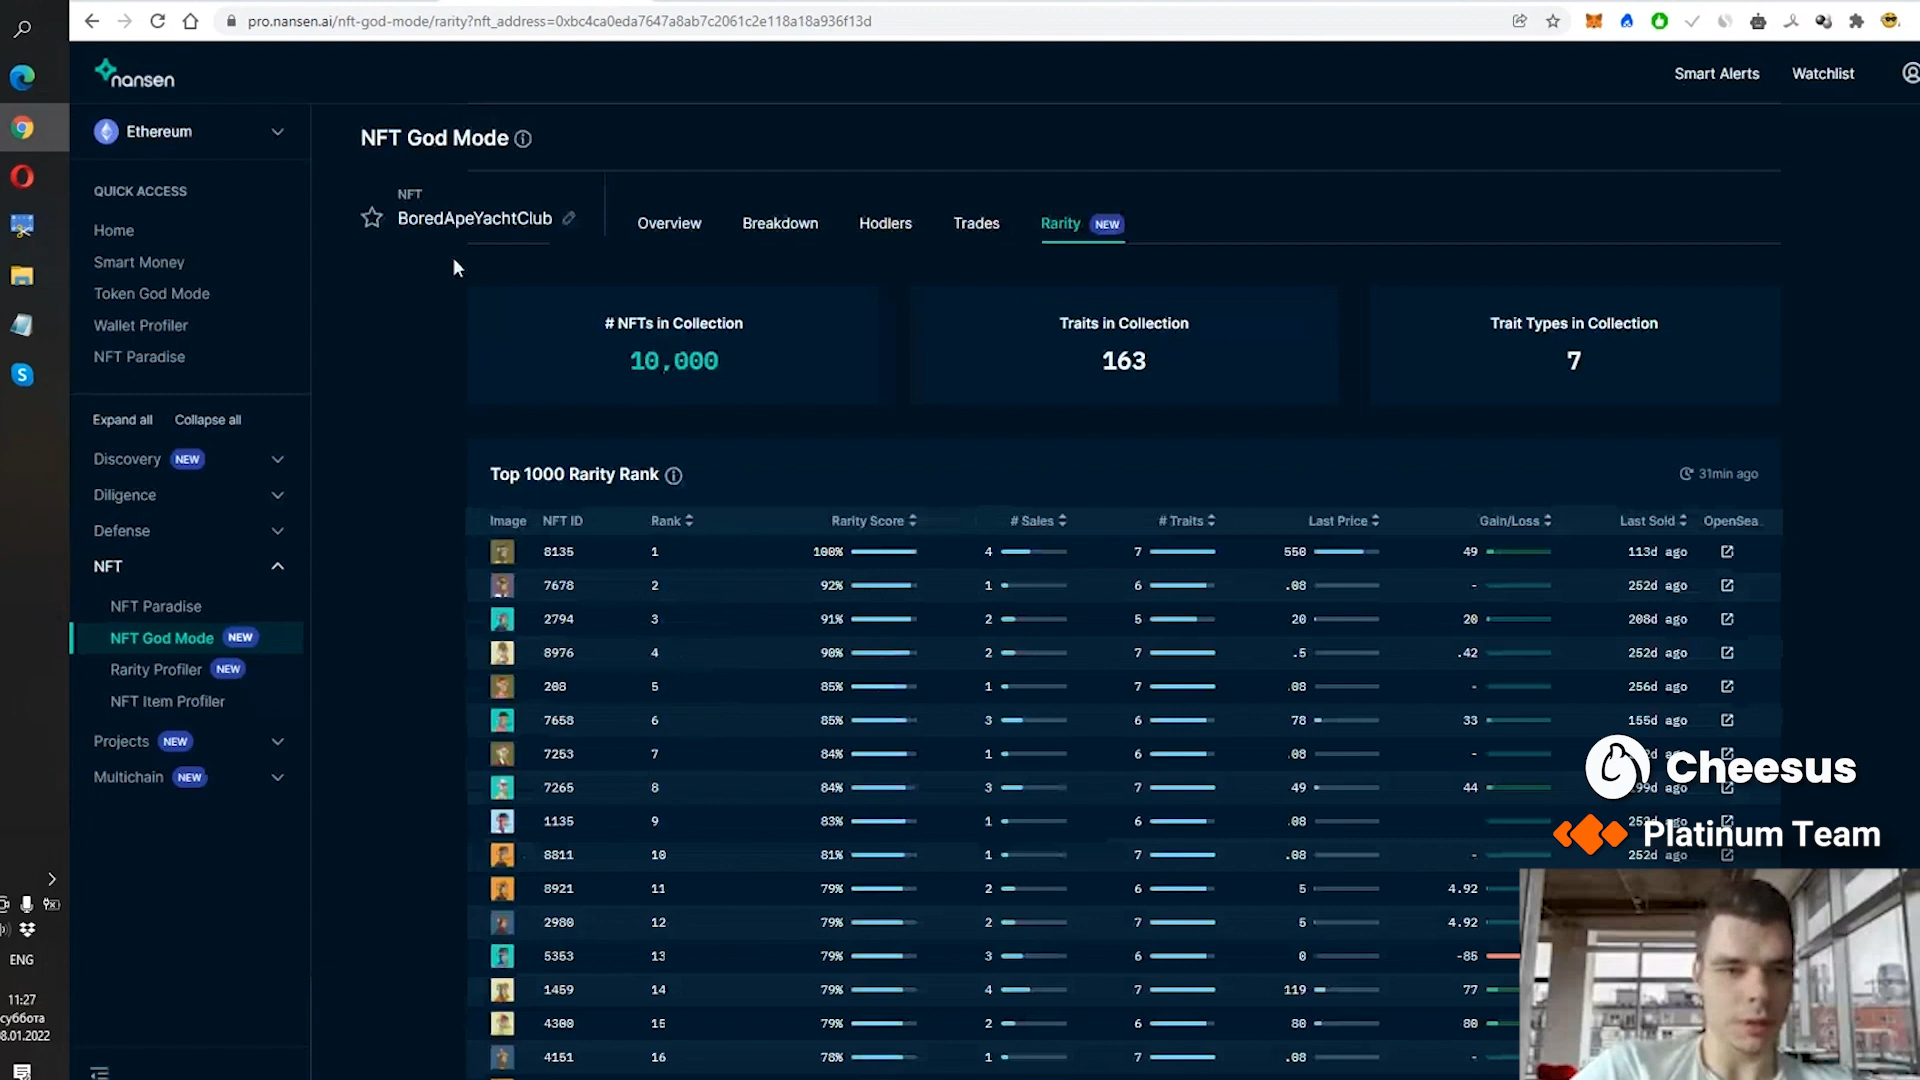 pro.nansen.ai/nft-god-mode/rarity?nft_address=0xbc4ca0eda7647a8ab7c2061c2e118a18a936f13d
nansen
Smart Alerts Watchlist
Ethereum
NFT God Mode
QUICK ACCESS
Home
Smart Money
Token God Mode
Wallet Profiler
NFT Paradise
Expand all Collapse all
Discovery NEW
Diligence
Defense
NFT
NFT Paradise
NFT God Mode NEW
Rarity Profiler NEW
NFT Item Profiler
Projects NEW
Multichain NEW
NFT
BoredApeYachtClub
Overview Breakdown Hodlers Trades Rarity NEW
# NFTs in Collection
10,000
Traits in Collection
163
Trait Types in Collection
7
Top 1000 Rarity Rank
31min ago
Image NFT ID Rank Rarity Score # Sales # Traits Last Price Gain/Loss Last Sold OpenSea
8135 1 100% 4 7 550 49 113d ago
7678 2 92% 1 6 .08 - 252d ago
2794 3 91% 2 5 20 20 208d ago
8976 4 90% 2 7 .5 .42 252d ago
208 5 85% 1 7 .08 - 256d ago
7658 6 85% 3 6 78 33 155d ago
7253 7 84% 1 6 .08 -
7265 8 84% 3 7 49 44 ago
1135 9 83% 1 6 .08 ago
8811 10 81% 1 7 .08 - 252d ago
8921 11 79% 2 6 5 4.92
2980 12 79% 2 7 5 4.92
5353 13 79% 3 6 0 -85
1459 14 79% 4 7 119 77
4300 15 79% 2 6 80 80
4151 16 78% 1 7 .08 -
Cheesus
Platinum Team
ENG
11:27
суббота
8.01.2022